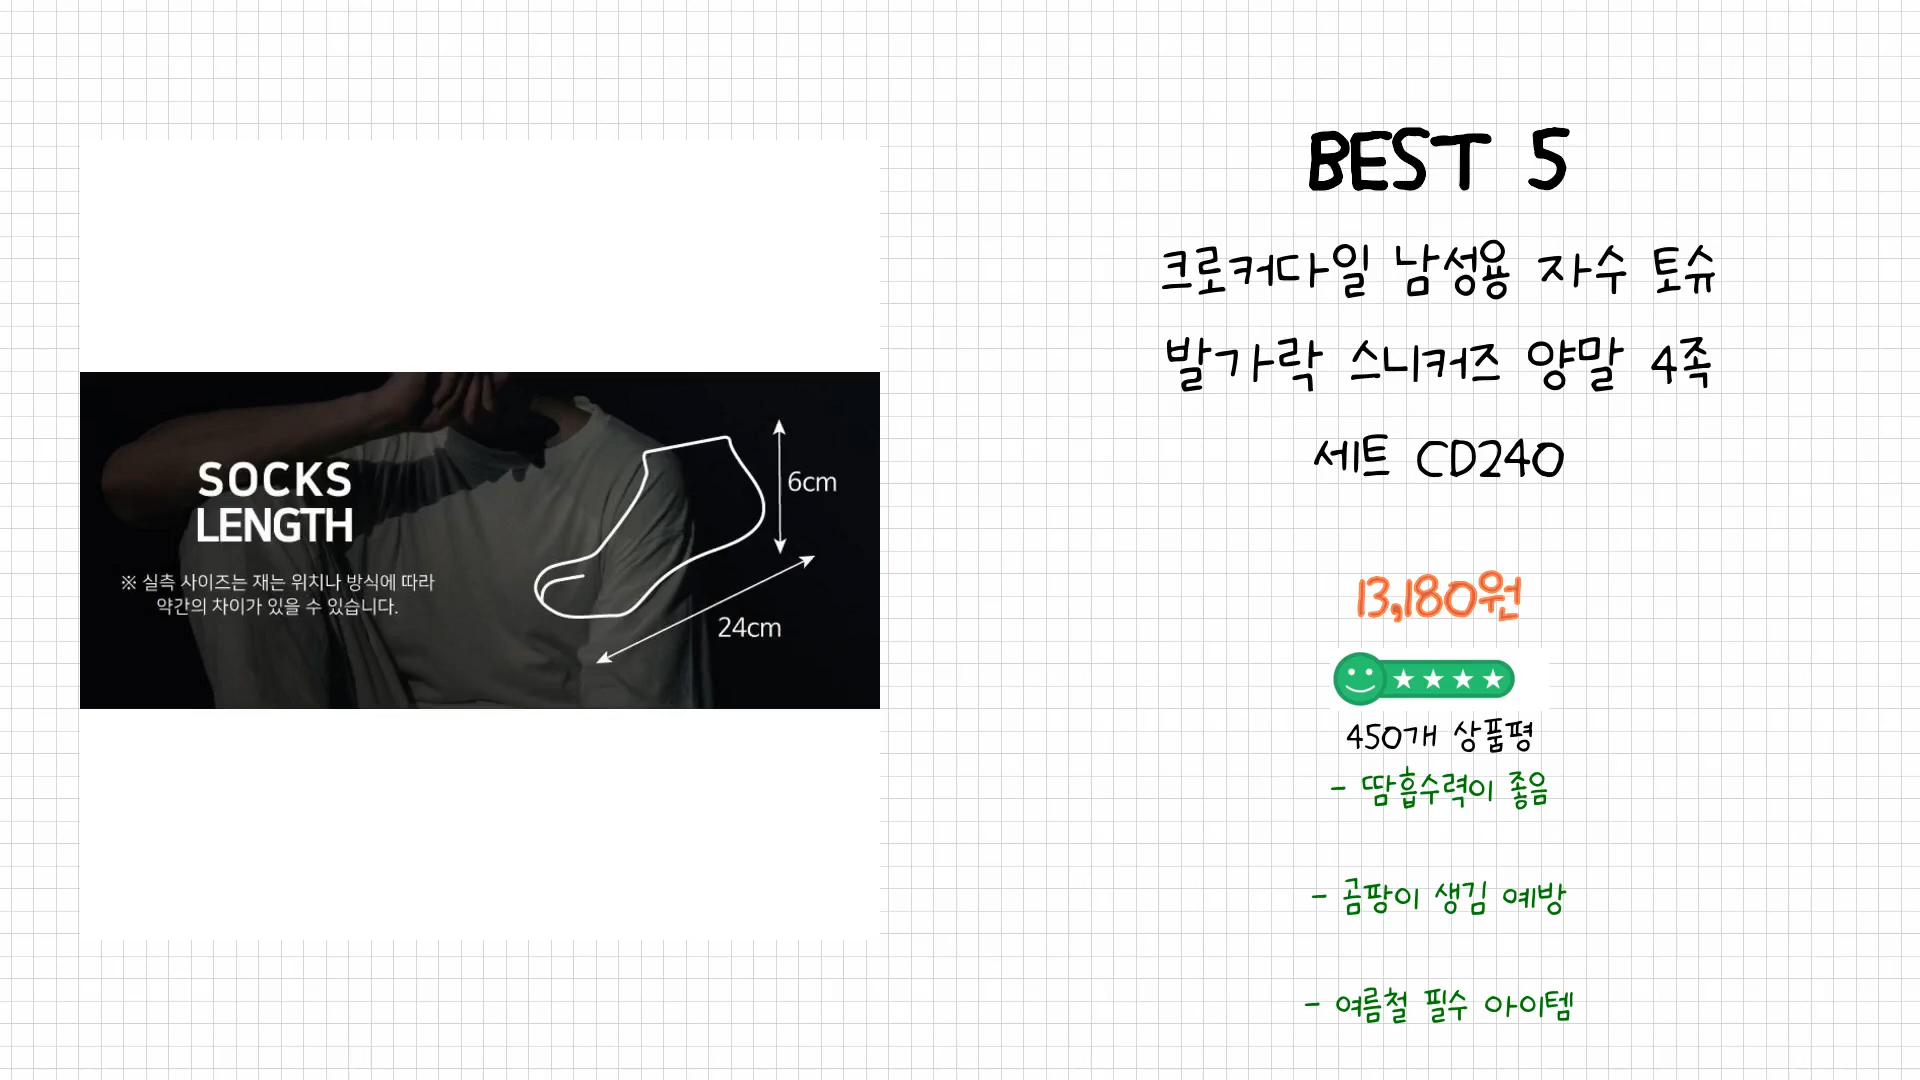 SOCKS
LENGTH
※ 실측 사이즈는 재는 위치나 방식에 따라
약간의 차이가 있을 수 있습니다.
6cm
24cm
BEST 5
크로커다일 남성용 자수 토슈
발가락 스니커즈 양말 4족
세트 CD240
13,180원
450개 상품평
- 땀흡수력이 좋음
- 곰팡이 생김 예방
- 여름철 필수 아이템